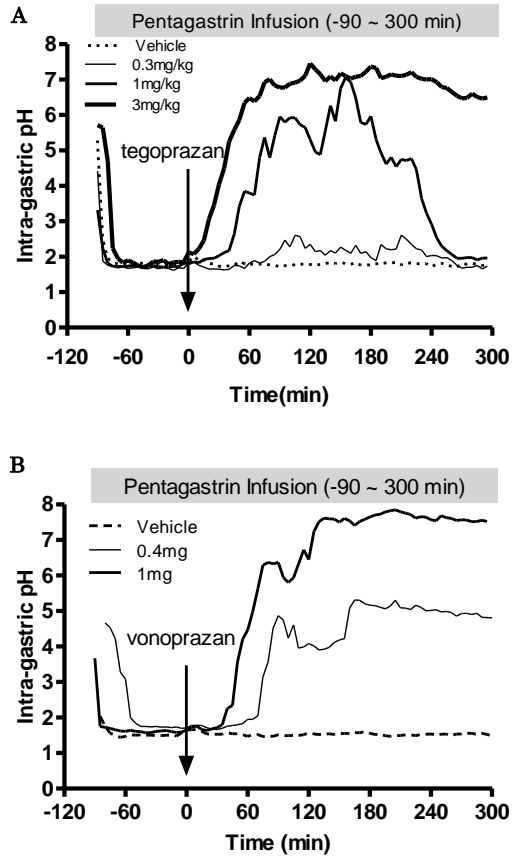 A
Pentagastrin Infusion (-90 ~ 300 min)
8
7
6
5
4
3
2
1
0
Intra-gastric pH
Vehicle
0.3mg/kg
1mg/kg
3mg/kg
tegoprazan
-120 -60 0 60 120 180 240 300
Time(min)
B
Pentagastrin Infusion (-90 ~ 300 min)
8
7
6
5
4
3
2
1
0
Intra-gastric pH
Vehicle
0.4mg
1mg
vonoprazan
-120 -60 0 60 120 180 240 300
Time (min)